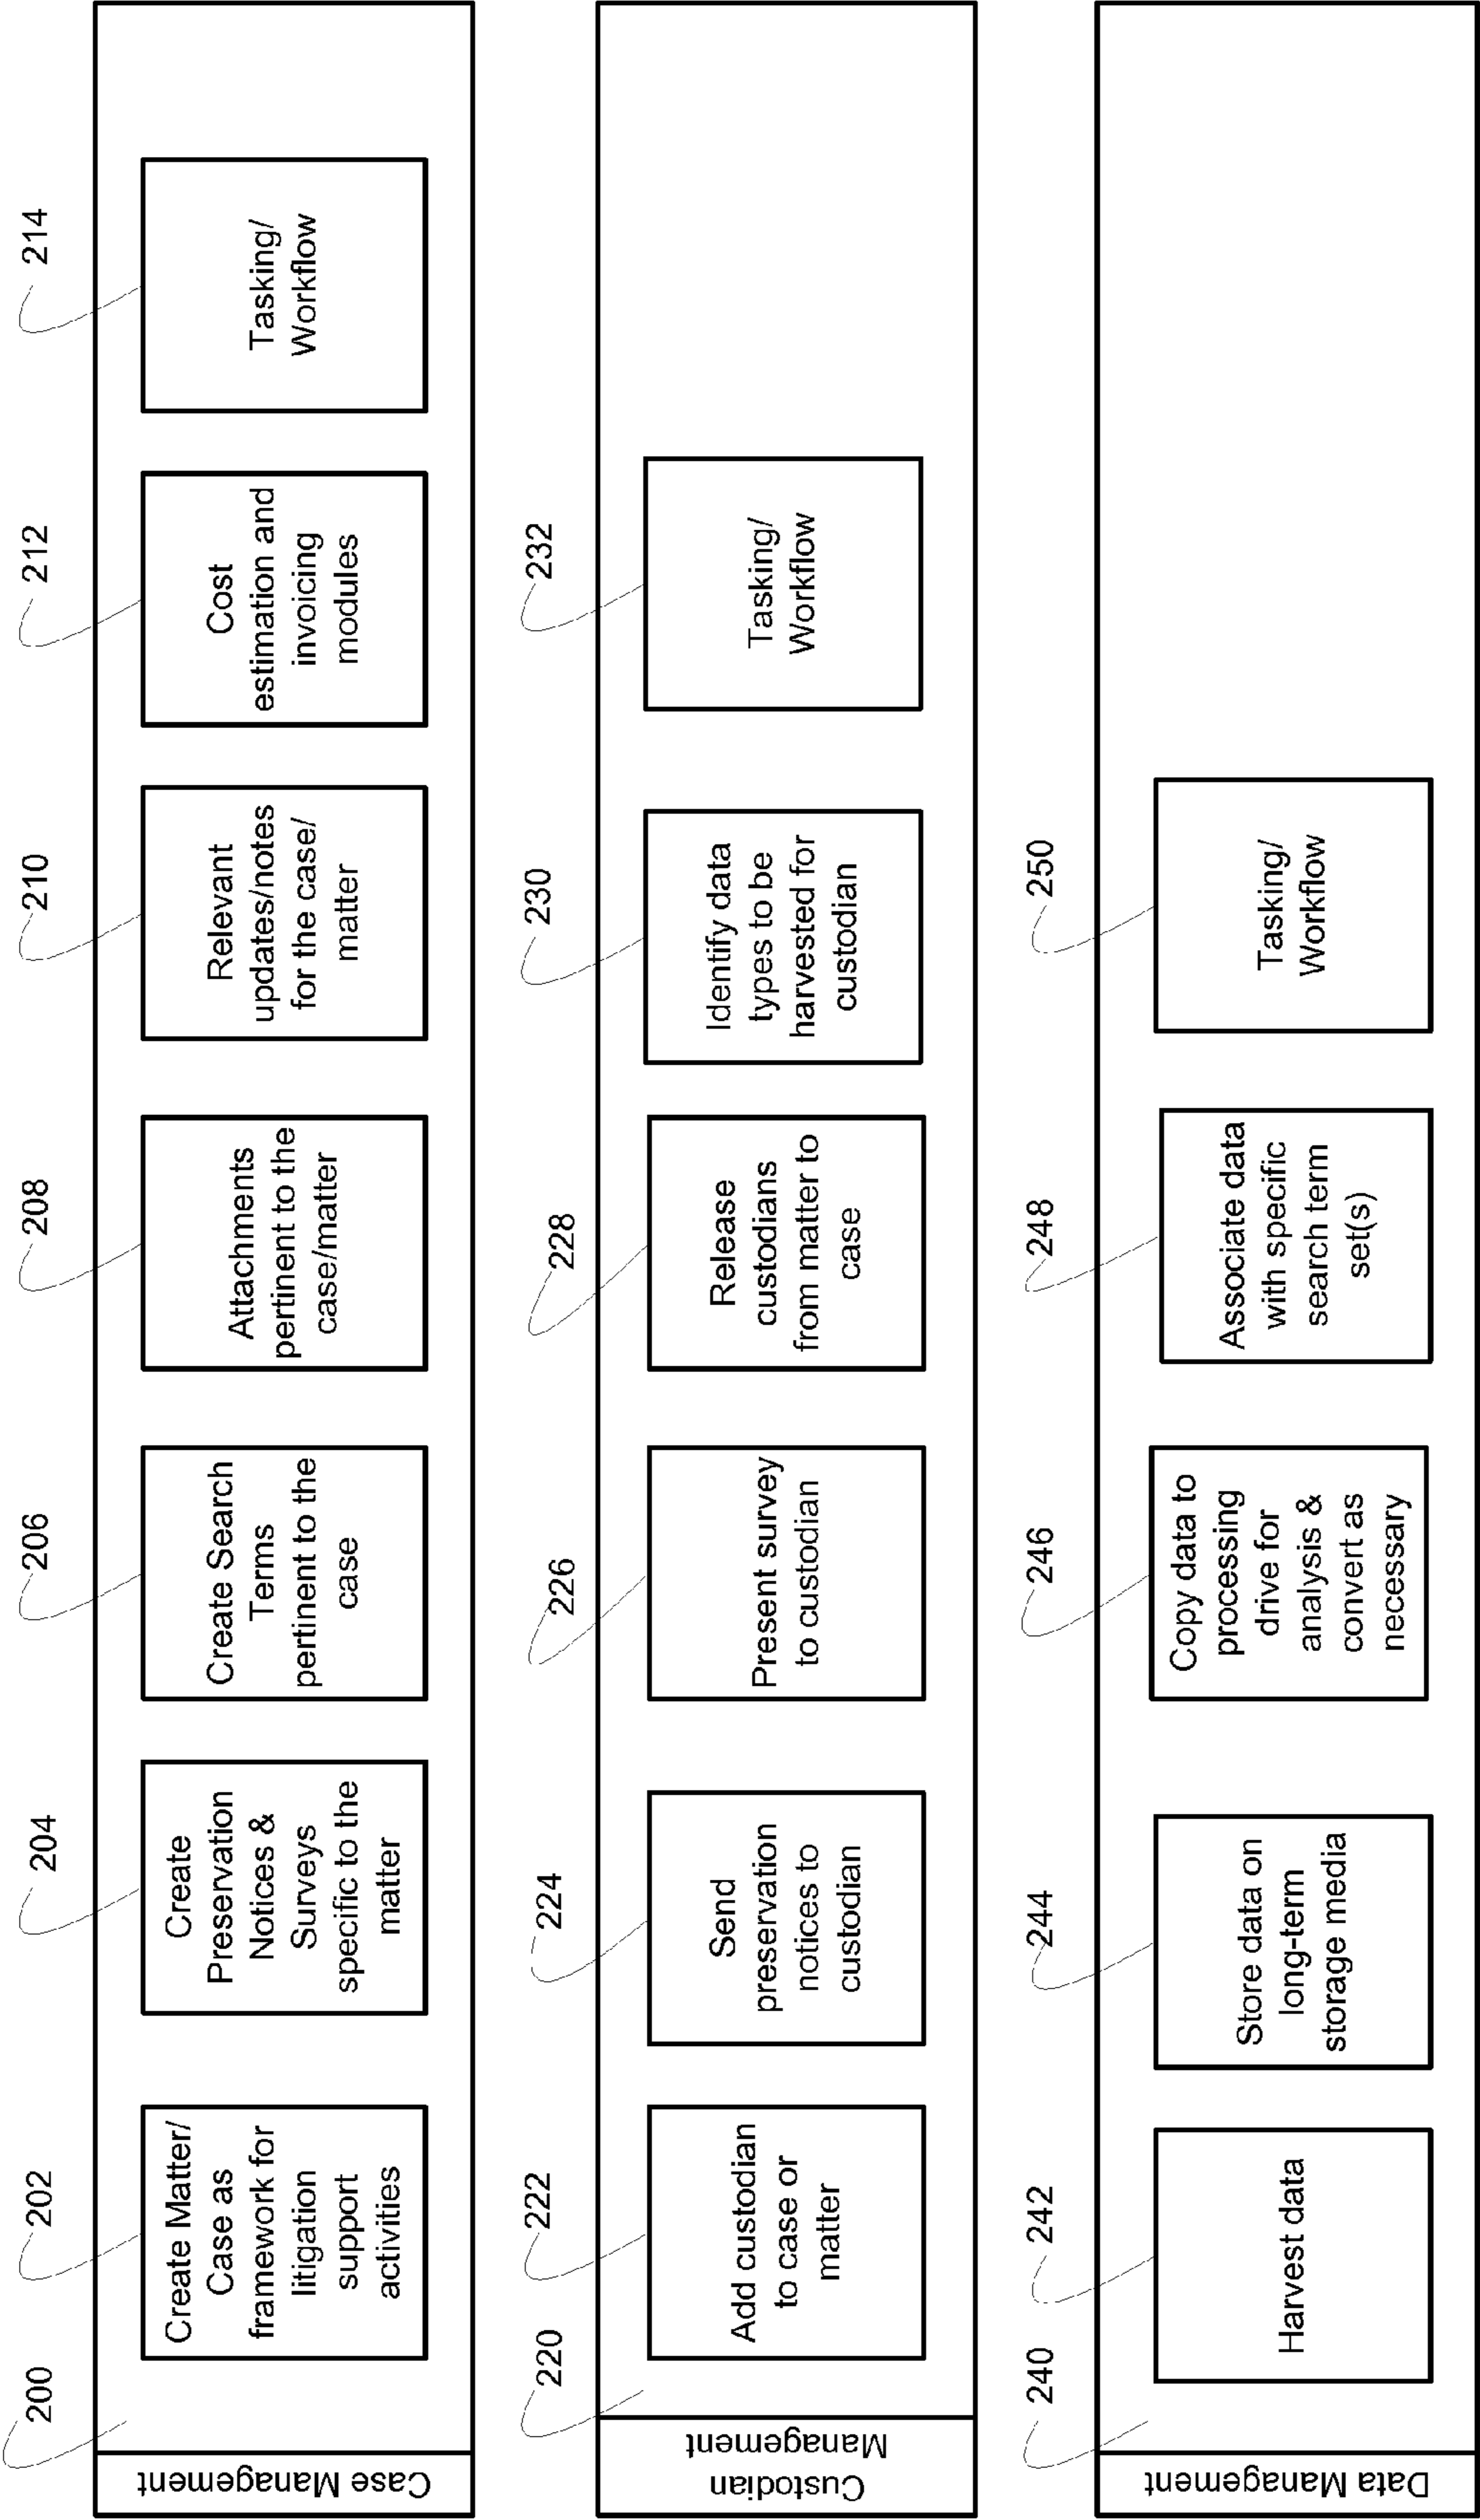 Case Management
200
202
Create Matter/
Case as
framework for
litigation
support
activities
204
Create
Preservation
Notices &
Surveys
specific to the
matter
206
Create Search
Terms
pertinent to the
case
208
Attachments
pertinent to the
case/matter
210
Relevant
updates/notes
for the case/
matter
212
Cost
estimation and
invoicing
modules
214
Tasking/
Workflow
Custodian
Management
220
222
Add custodian
to case or
matter
224
Send
preservation
notices to
custodian
226
Present survey
to custodian
228
Release
custodians
from matter to
case
230
Identify data
types to be
harvested for
custodian
232
Tasking/
Workflow
Data Management
240
242
Harvest data
244
Store data on
long-term
storage media
246
Copy data to
processing
drive for
analysis &
convert as
necessary
248
Associate data
with specific
search term
set(s)
250
Tasking/
Workflow